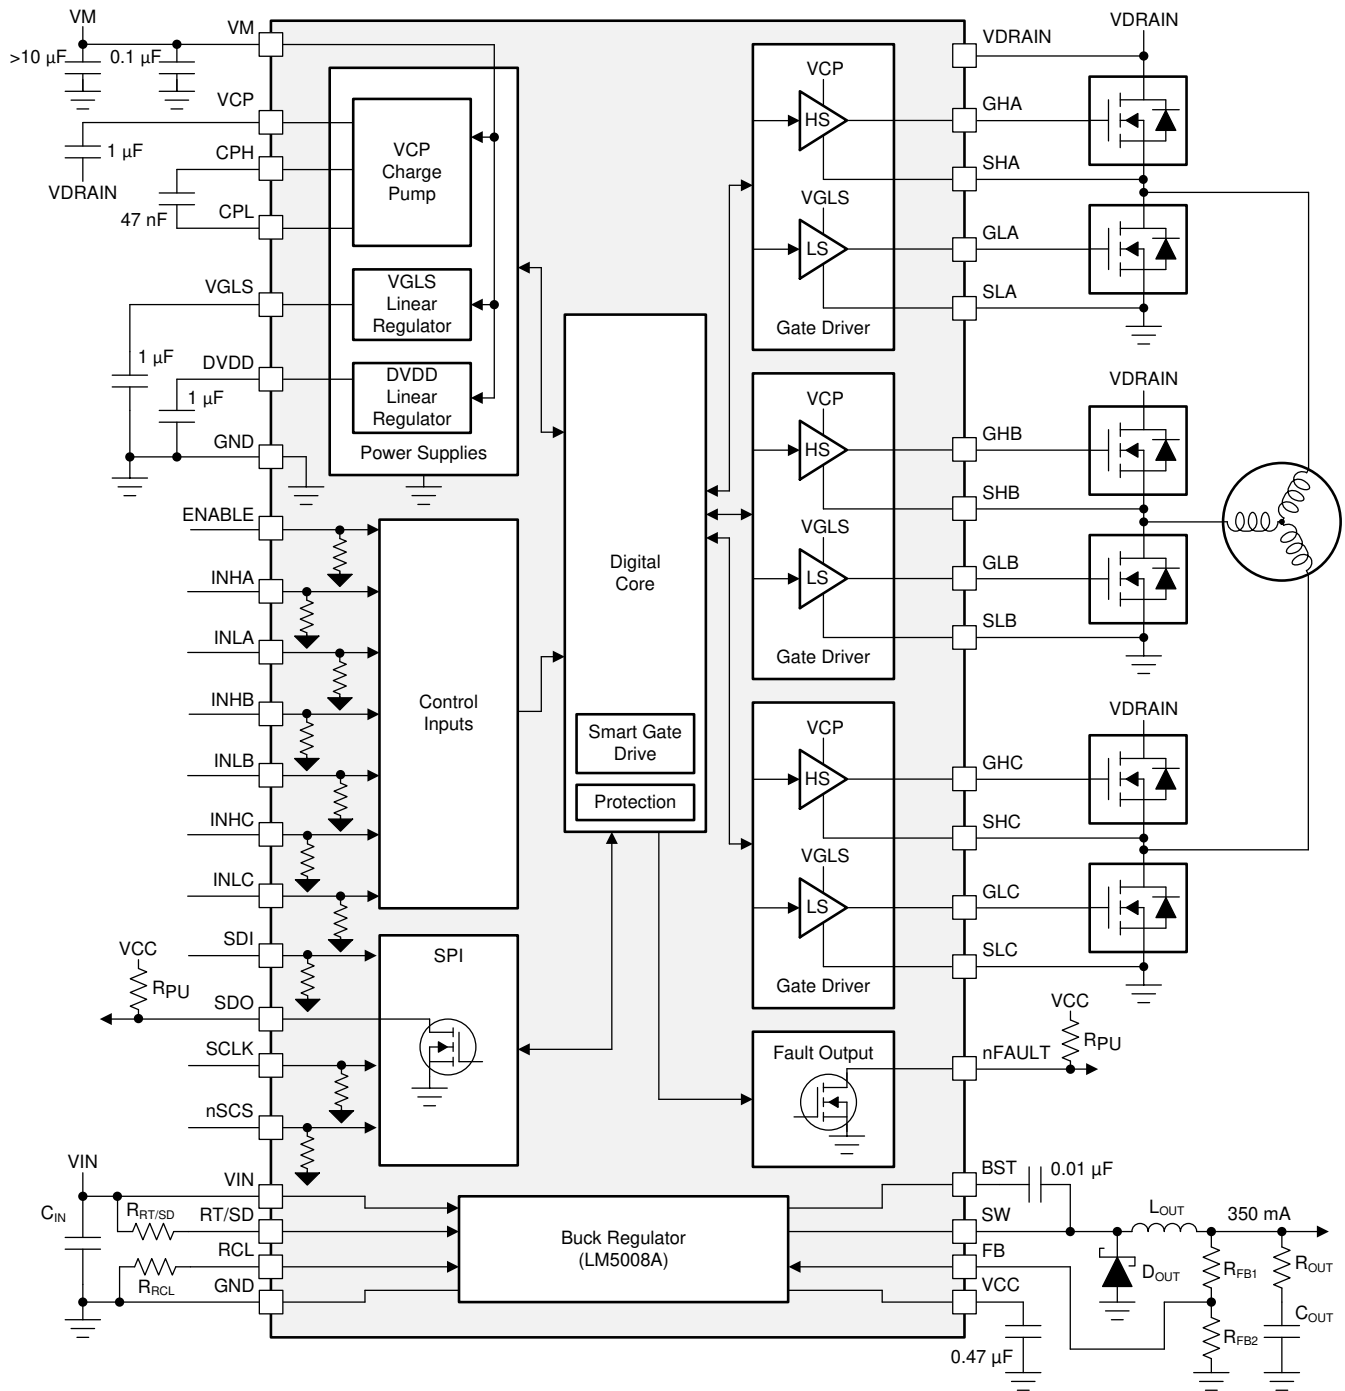 VM
VM
>10 µF
0.1 µF
VCP
1 µF
VDRAIN
CPH
47 nF
CPL
VGLS
1 µF
DVDD
1 µF
GND
ENABLE
INHA
INLA
INHB
INLB
INHC
INLC
SDI
VCC
RPU
SDO
SCLK
nSCS
VIN
VIN
CIN
RRT/SD
RT/SD
RCL
RRCL
GND
VCP
Charge
Pump
VGLS
Linear
Regulator
DVDD
Linear
Regulator
Power Supplies
Control
Inputs
SPI
Digital
Core
Smart Gate
Drive
Protection
Buck Regulator
(LM5008A)
VCP
HS
VGLS
LS
Gate Driver
VCP
HS
VGLS
LS
Gate Driver
VCP
HS
VGLS
LS
Gate Driver
Fault Output
VDRAIN
VDRAIN
GHA
SHA
GLA
SLA
VDRAIN
GHB
SHB
GLB
SLB
VDRAIN
GHC
SHC
GLC
SLC
VCC
nFAULT
RPU
BST
0.01 µF
SW
LOUT
350 mA
FB
DOUT
RFB1
ROUT
VCC
COUT
RFB2
0.47 µF